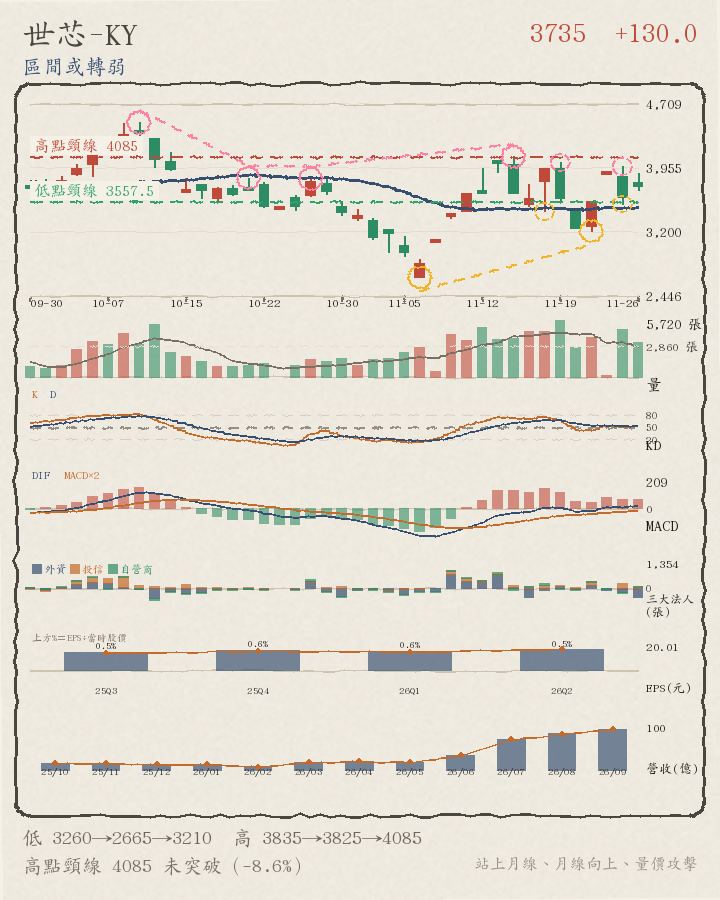 世芯-KY
3735 +130.0
區間或轉弱
4,709
高點頸線 4085
3,955
低點頸線 3557.5
3,200
2,446
09-30 10-07 10-15 10-22 10-30 11-05 11-12 11-19 11-26
5,720 張
2,860 張
量
K D
80
50
20
KD
DIF MACD×2
209
0
MACD
外資 投信 自營商
1,354
0
三大法人
(張)
上方%=EPS÷當時股價
0.5% 0.6% 0.6% 0.5%
20.01
25Q3 25Q4 26Q1 26Q2
EPS(元)
100
25/10 25/11 25/12 26/01 26/02 26/03 26/04 26/05 26/06 26/07 26/08 26/09
營收(億)
低 3260→2665→3210 高 3835→3825→4085
高點頸線 4085 未突破 (-8.6%)
站上月線、月線向上、量價攻擊